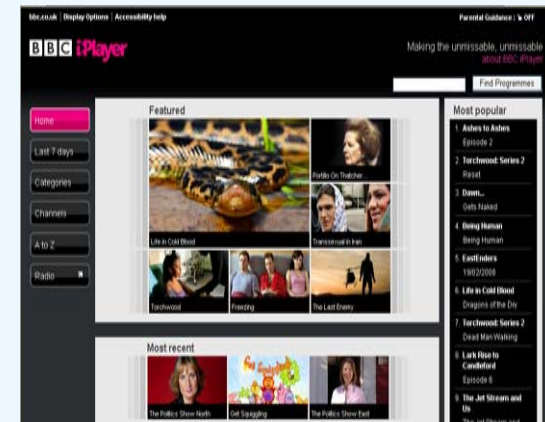 bbc.co.uk | Display Options | Accessibility help
Parental Guidance : OFF
BBC iPlayer
Making the unmissable, unmissable
about BBC iPlayer
Find Programmes
Home
Last 7 days
Categories
Channels
A to Z
Radio
Featured
Life in Cold Blood
Portillo On Thatcher...
Transsexual in Iran
Torchwood
Freezing
The Last Enemy
Most recent
The Politics Show North
Get Squiggling
The Politics Show East
Most popular
1. Ashes to Ashes
Episode 2
2. Torchwood: Series 2
Reset
3. Dawn...
Gets Naked
4. Being Human
Being Human
5. EastEnders
19/02/2008
6. Life in Cold Blood
Dragons of the Dry
7. Torchwood: Series 2
Dead Man Walking
8. Lark Rise to
Candleford
Episode 6
9. The Jet Stream and
Us
The Jet Stream and